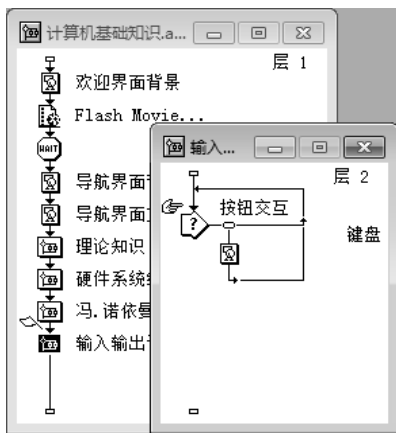 计算机基础知识.a...
层 1
欢迎界面背景
Flash Movie...
WAIT
导航界面
导航界面
理论知识
硬件系统
冯.诺依曼
输入输出
输入...
层 2
?
按钮交互
键盘